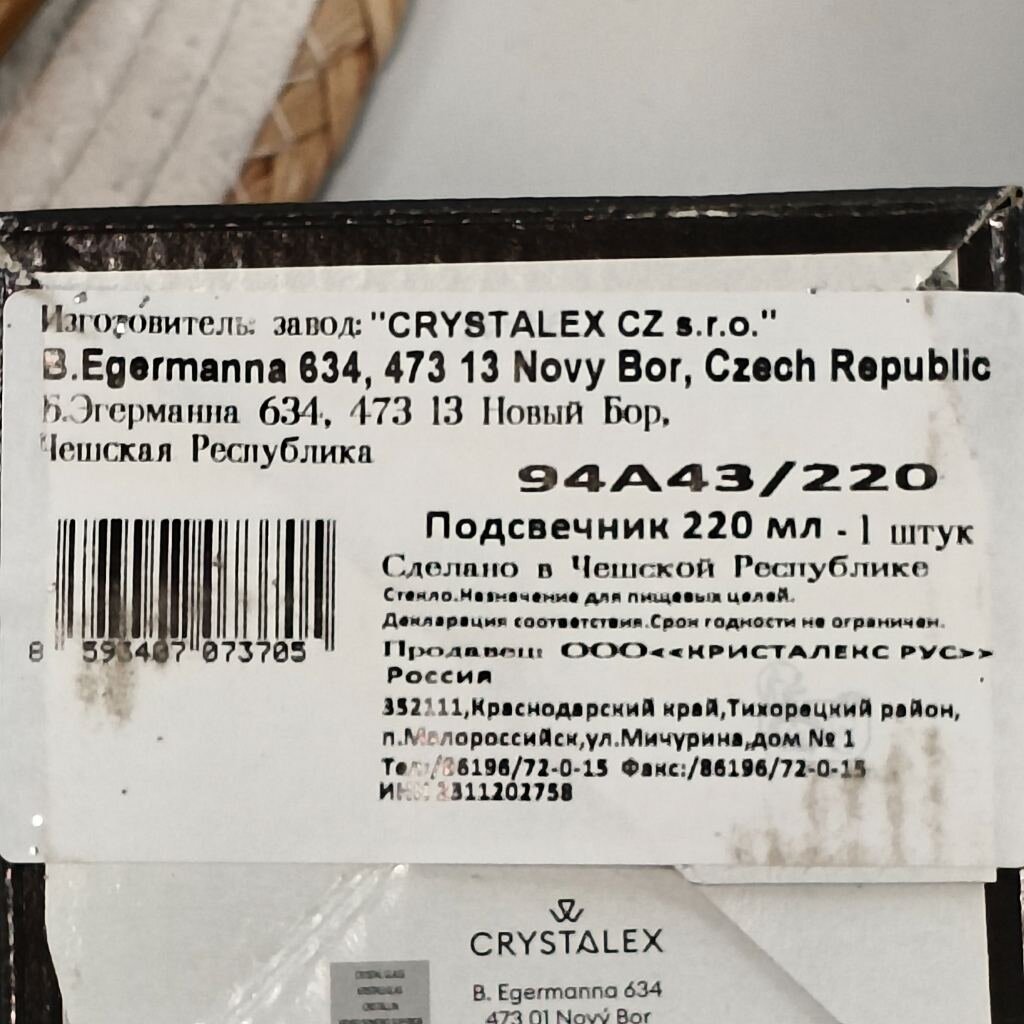 Изготовитель: завод: "CRYSTALEX CZ s.r.o."
B.Egermanna 634, 473 13 Novy Bor, Czech Republic
Б.Эгерманна 634, 473 13 Новый Бор,
Чешская Республика
94A43/220
Подсвечник 220 мл - 1 штук
Сделано в Чешской Республике
Стекло.Назначение для пищевых целей.
Декларация соответствия.Срок годности не ограничен.
Продавец: ООО<<КРИСТАЛЕКС РУС>>
Россия
352111,Краснодарский край,Тихорецкий район,
п.Малороссийск,ул.Мичурина,дом № 1
Тел:/86196/72-0-15 Факс:/86196/72-0-15
ИНН 2311202758
8 593407 073705
CRYSTALEX
B. Egermanna 634
473 01 Nový Bor
CRYSTAL GLASS